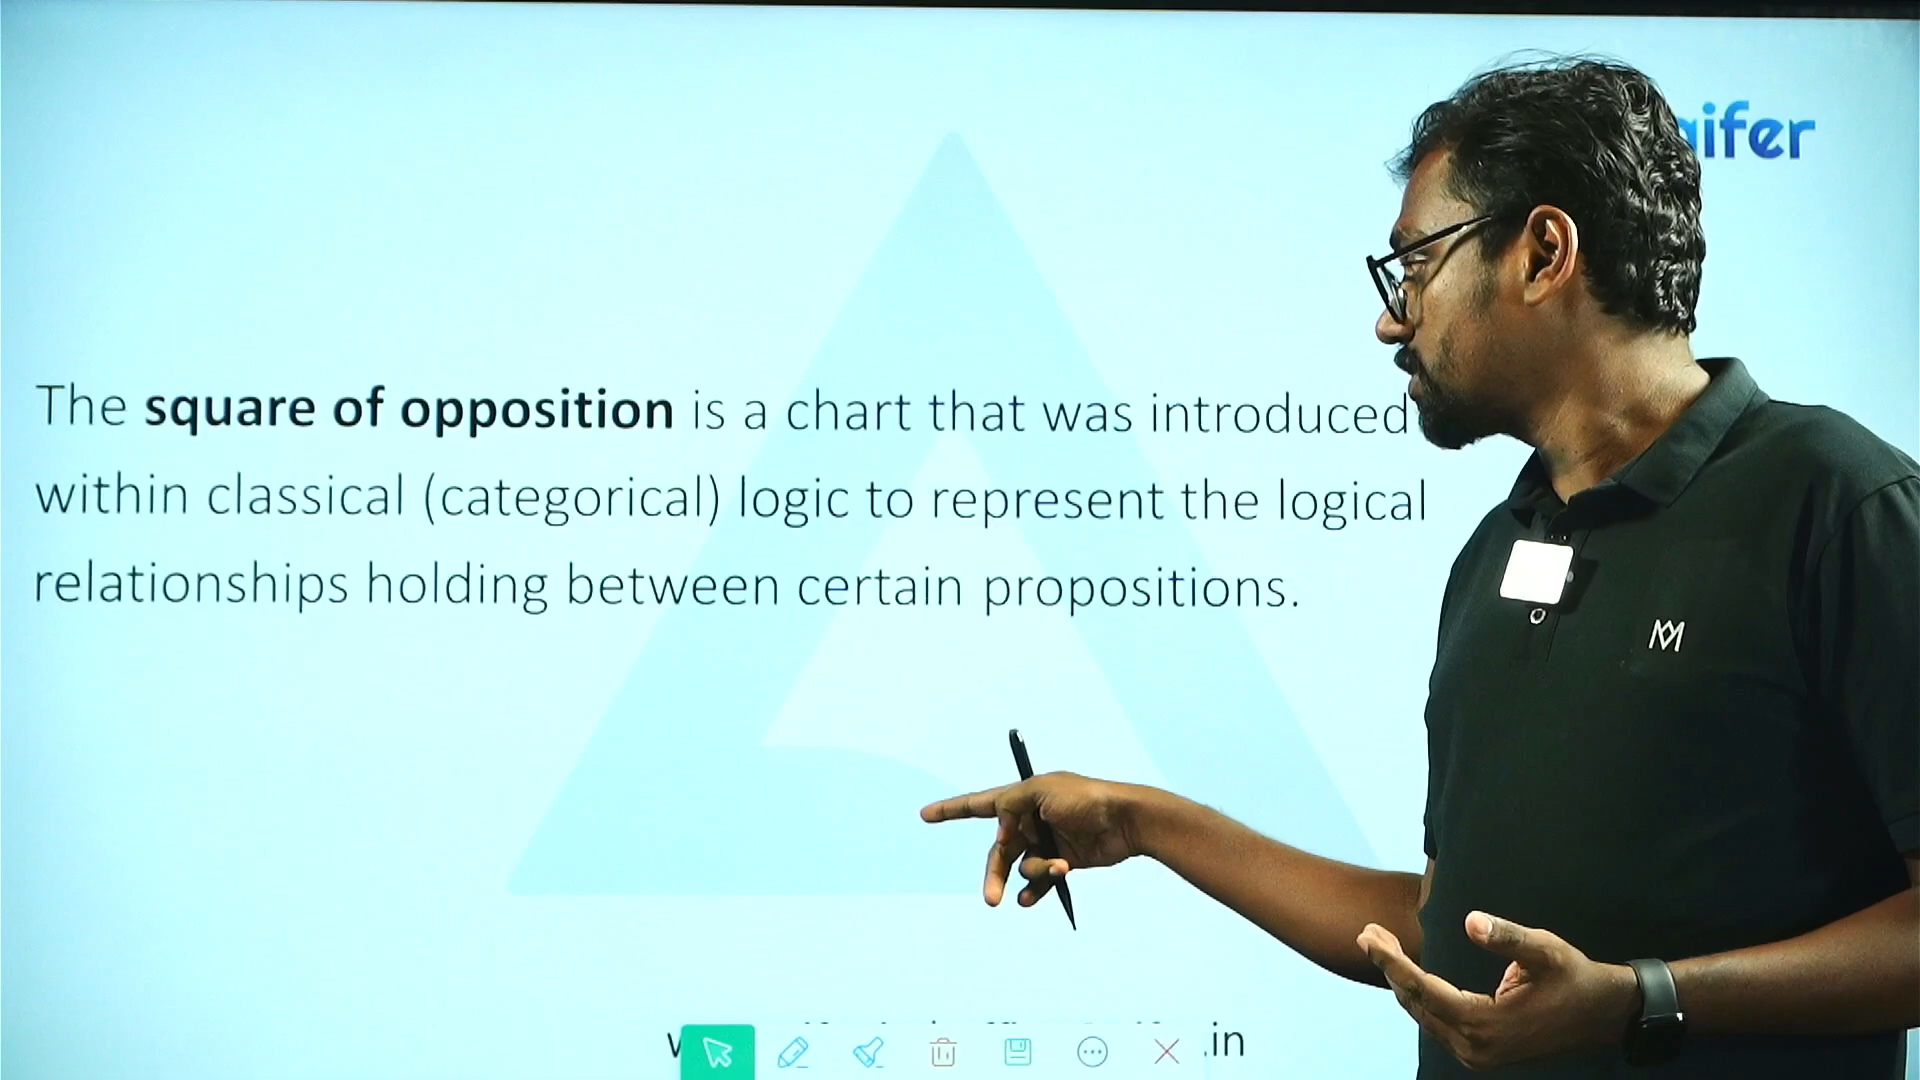 aifer
The square of opposition is a chart that was introduced
within classical (categorical) logic to represent the logical
relationships holding between certain propositions.
.in